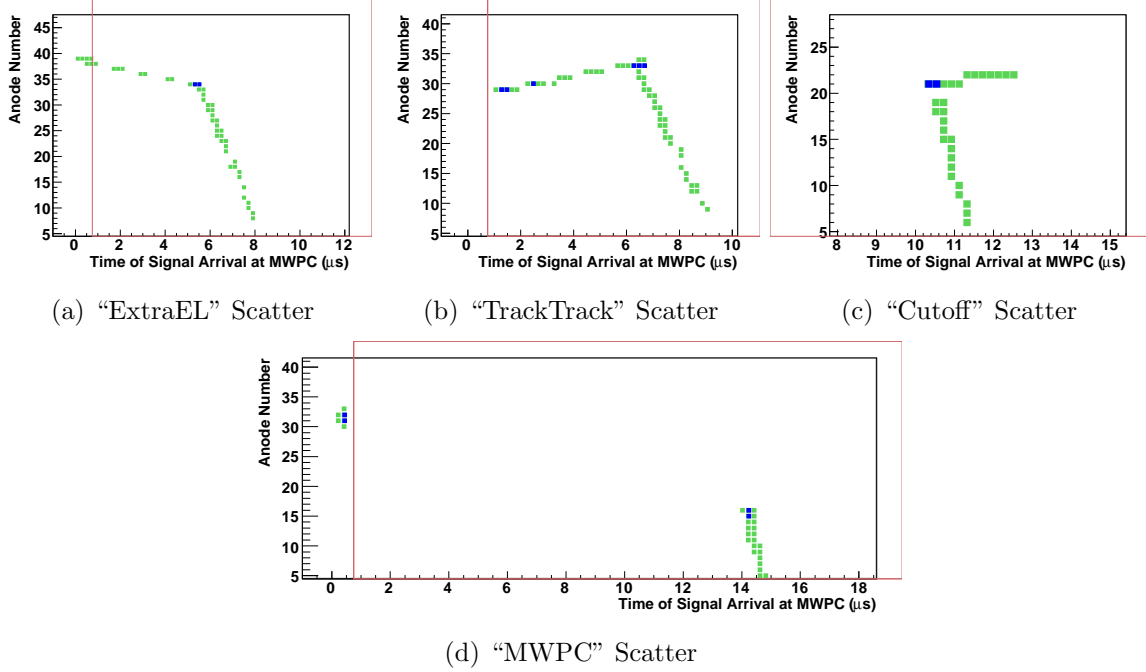 Anode Number
45
40
35
30
25
20
15
10
5
0 2 4 6 8 10 12
Time of Signal Arrival at MWPC (μs)
(a) “ExtraEL” Scatter
Anode Number
45
40
35
30
25
20
15
10
5
0 2 4 6 8 10
Time of Signal Arrival at MWPC (μs)
(b) “TrackTrack” Scatter
Anode Number
25
20
15
10
5
8 9 10 11 12 13 14 15
Time of Signal Arrival at MWPC (μs)
(c) “Cutoff” Scatter
Anode Number
40
35
30
25
20
15
10
5
0 2 4 6 8 10 12 14 16 18
Time of Signal Arrival at MWPC (μs)
(d) “MWPC” Scatter